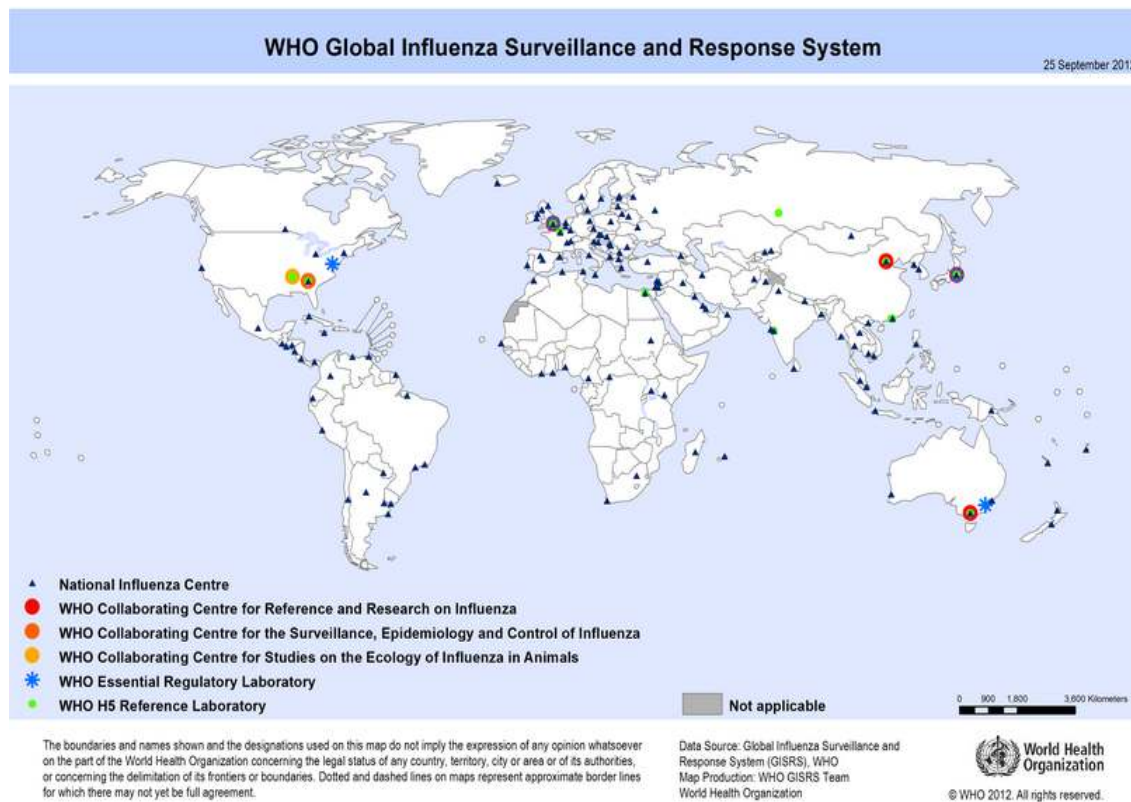 WHO Global Influenza Surveillance and Response System
25 September 2012
National Influenza Centre
WHO Collaborating Centre for Reference and Research on Influenza
WHO Collaborating Centre for the Surveillance, Epidemiology and Control of Influenza
WHO Collaborating Centre for Studies on the Ecology of Influenza in Animals
WHO Essential Regulatory Laboratory
WHO H5 Reference Laboratory
Not applicable
0 900 1,800 3,600 Kilometers
The boundaries and names shown and the designations used on this map do not imply the expression of any opinion whatsoever
on the part of the World Health Organization concerning the legal status of any country, territory, city or area or of its authorities,
or concerning the delimitation of its frontiers or boundaries. Dotted and dashed lines on maps represent approximate border lines
for which there may not yet be full agreement.
Data Source: Global Influenza Surveillance and
Response System (GISRS), WHO
Map Production: WHO GISRS Team
World Health Organization
World Health
Organization
© WHO 2012. All rights reserved.